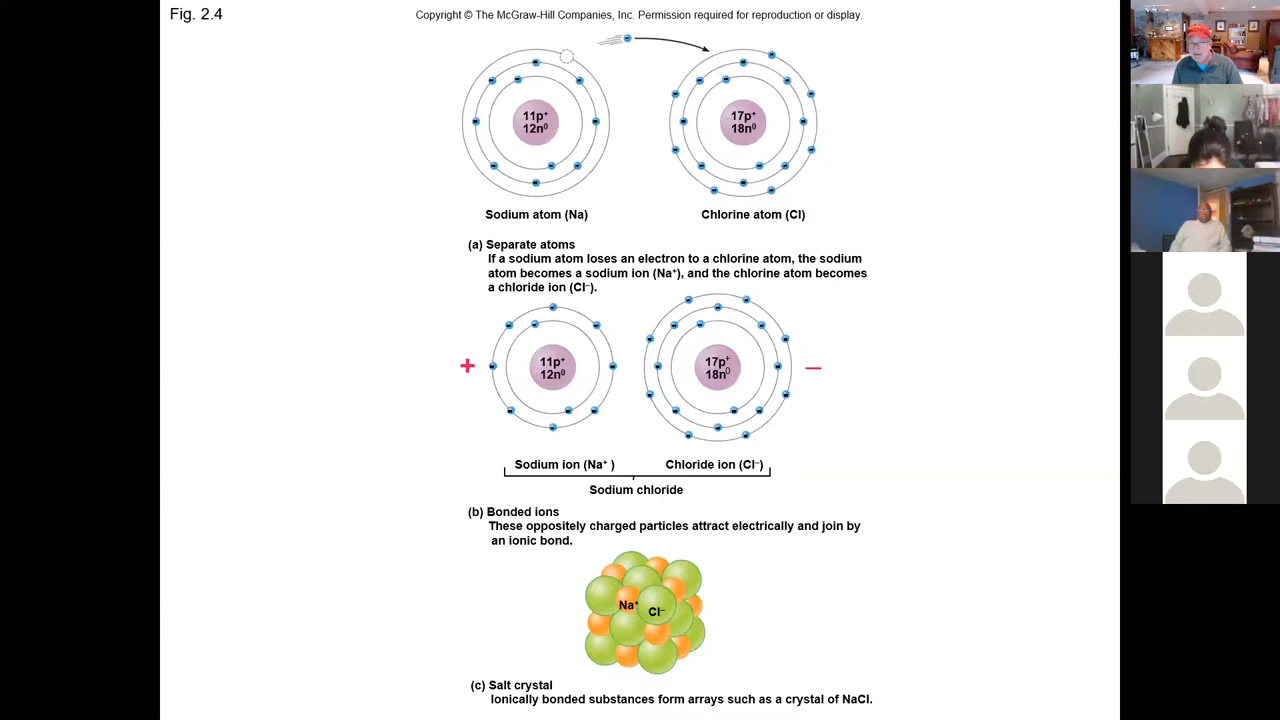 Fig. 2.4
Copyright © The McGraw-Hill Companies, Inc. Permission required for reproduction or display.
11p⁺
12n⁰
17p⁺
18n⁰
Sodium atom (Na)
Chlorine atom (Cl)
(a) Separate atoms
If a sodium atom loses an electron to a chlorine atom, the sodium
atom becomes a sodium ion (Na⁺), and the chlorine atom becomes
a chloride ion (Cl⁻).
+
11p⁺
12n⁰
17p⁺
18n⁰
—
Sodium ion (Na⁺ )
Chloride ion (Cl⁻)
Sodium chloride
(b) Bonded ions
These oppositely charged particles attract electrically and join by
an ionic bond.
Na⁺
Cl⁻
(c) Salt crystal
Ionically bonded substances form arrays such as a crystal of NaCl.